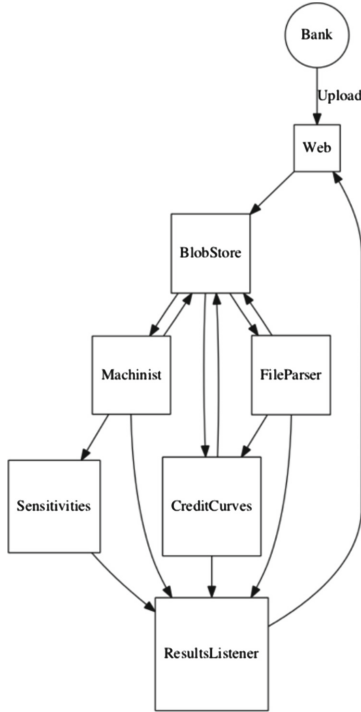 Bank
Upload
Web
BlobStore
Machinist
FileParser
Sensitivities
CreditCurves
ResultsListener